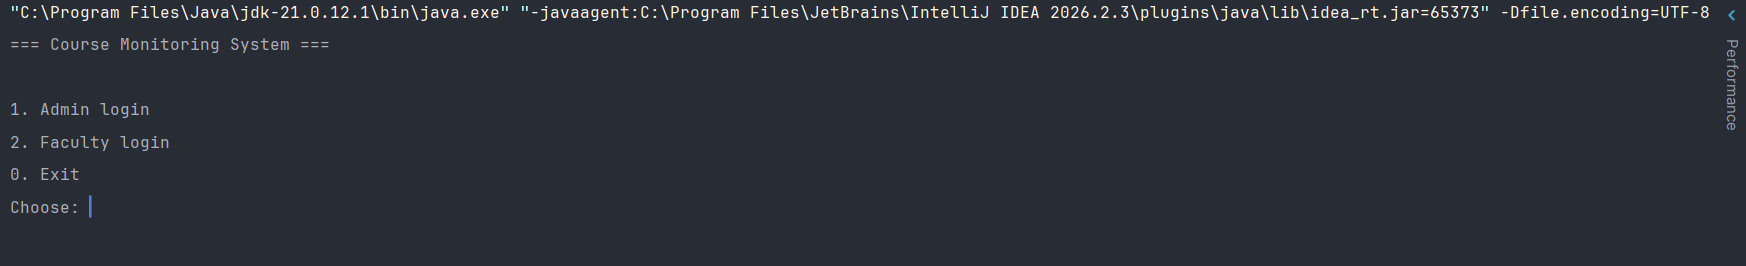 "C:\Program Files\Java\jdk-21.0.12.1\bin\java.exe" "-javaagent:C:\Program Files\JetBrains\IntelliJ IDEA 2026.2.3\plugins\java\lib\idea_rt.jar=65373" -Dfile.encoding=UTF-8
=== Course Monitoring System ===
1. Admin login
2. Faculty login
0. Exit
Choose:
Performance